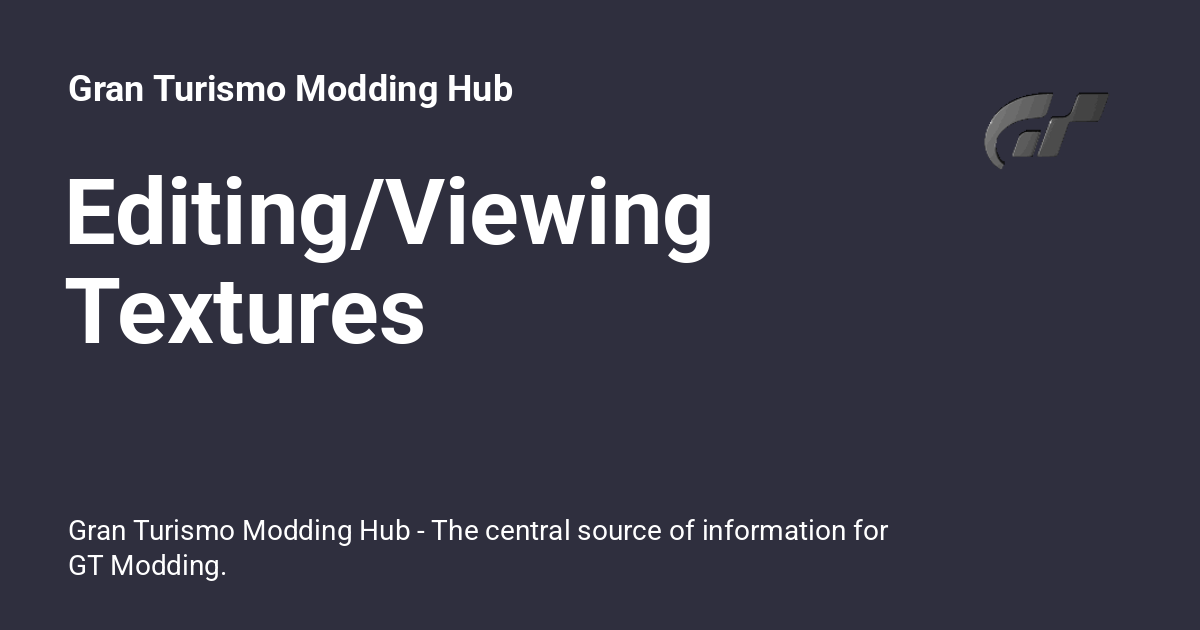 Gran Turismo Modding Hub
Editing/Viewing
Textures
Gran Turismo Modding Hub - The central source of information for
GT Modding.